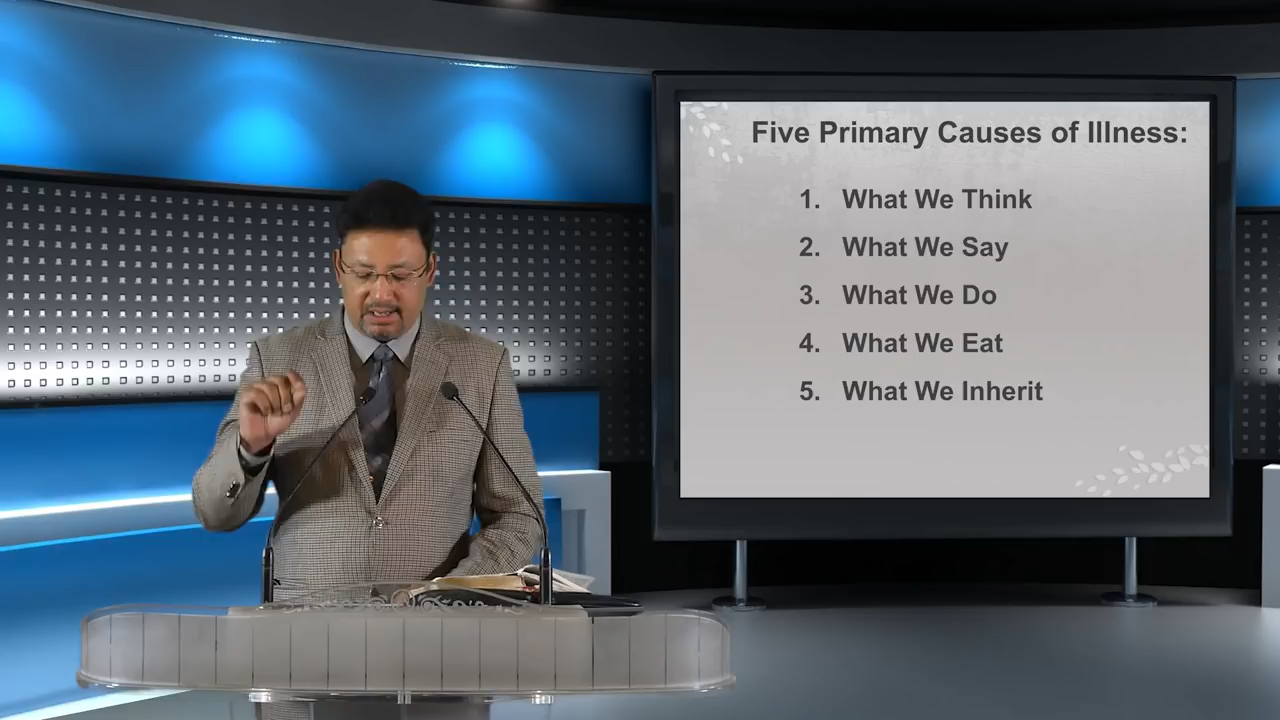 Five Primary Causes of Illness:
1. What We Think
2. What We Say
3. What We Do
4. What We Eat
5. What We Inherit